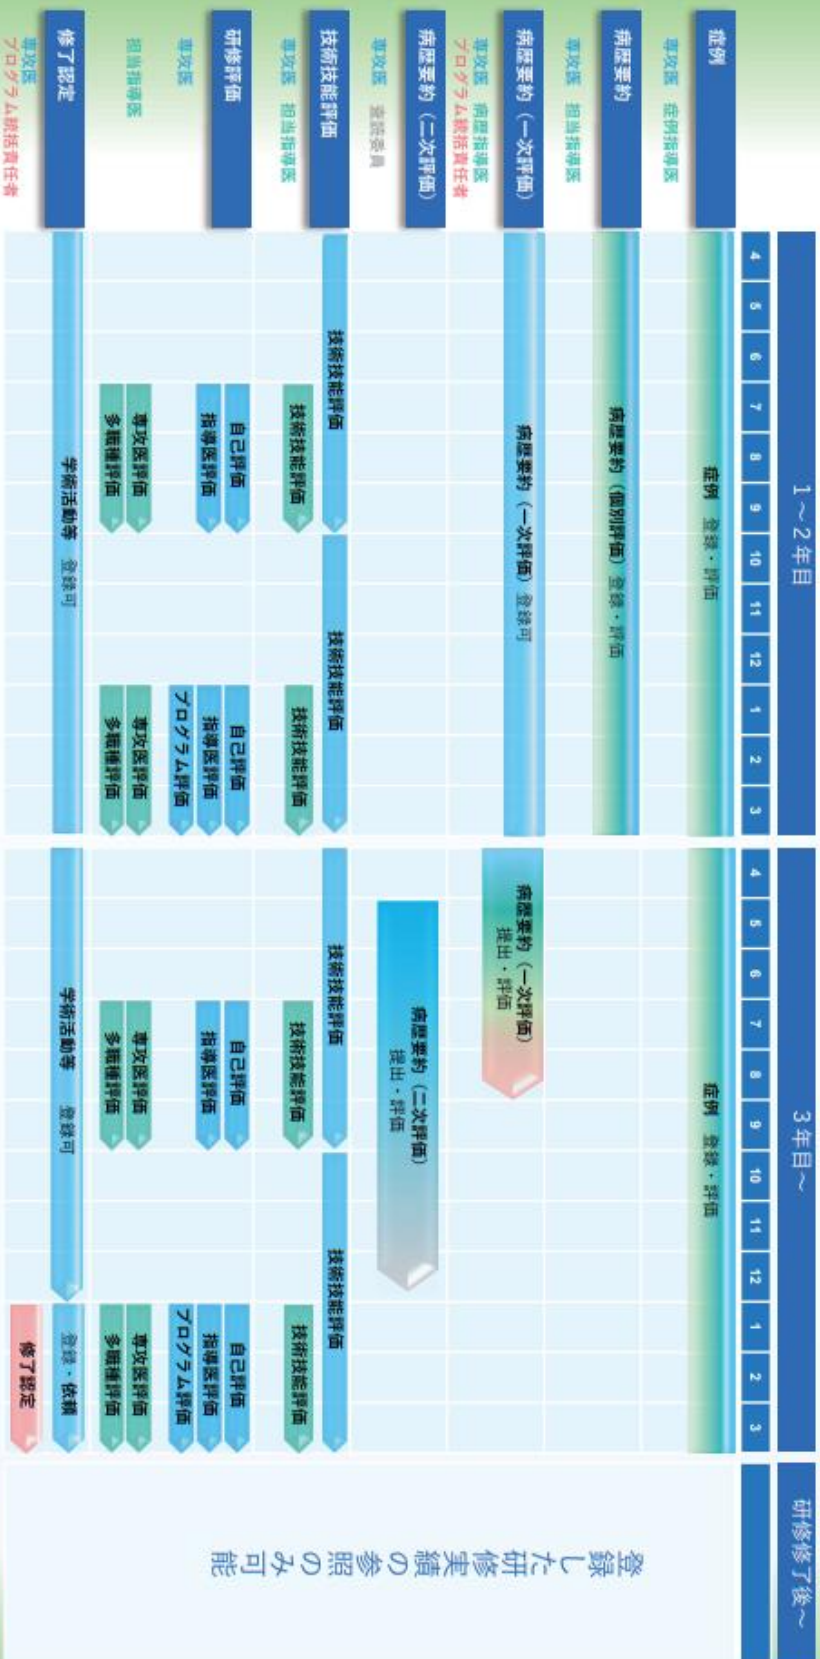 1～2年目
3年目～
研修修了後～
4 5 6 7 8 9 10 11 12 1 2 3
4 5 6 7 8 9 10 11 12 1 2 3
症例
専攻医 症例指導医
症例 登録・評価
症例 登録・評価
病歴要約
専攻医 担当指導医
病歴要約（個別評価）登録・評価
病歴要約（一次評価）
専攻医 病歴指導医
プログラム統括責任者
病歴要約（一次評価）登録可
病歴要約（一次評価）
提出・評価
病歴要約（二次評価）
専攻医 査読委員
病歴要約（二次評価）
提出・評価
技術技能評価
専攻医 担当指導医
技術技能評価
技術技能評価
技術技能評価
技術技能評価
技術技能評価
技術技能評価
技術技能評価
技術技能評価
研修評価
専攻医
自己評価
自己評価
自己評価
自己評価
指導医評価
指導医評価
指導医評価
指導医評価
プログラム評価
プログラム評価
担当指導医
専攻医評価
専攻医評価
専攻医評価
専攻医評価
多職種評価
多職種評価
多職種評価
多職種評価
修了認定
専攻医
プログラム統括責任者
学術活動等 登録可
学術活動等 登録可
登録・依頼
修了認定
登録した研修実績の参照のみ可能